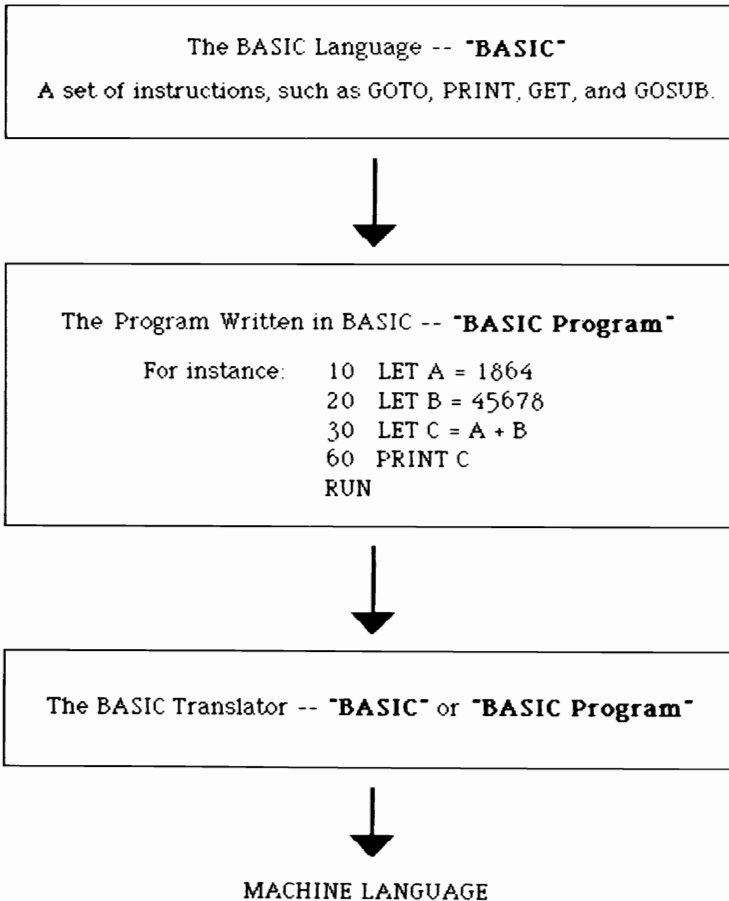 The BASIC Language -- "BASIC"
A set of instructions, such as GOTO, PRINT, GET, and GOSUB.
The Program Written in BASIC -- "BASIC Program"
For instance: 10 LET A = 1864
20 LET B = 45678
30 LET C = A + B
60 PRINT C
RUN
The BASIC Translator -- "BASIC" or "BASIC Program"
MACHINE LANGUAGE